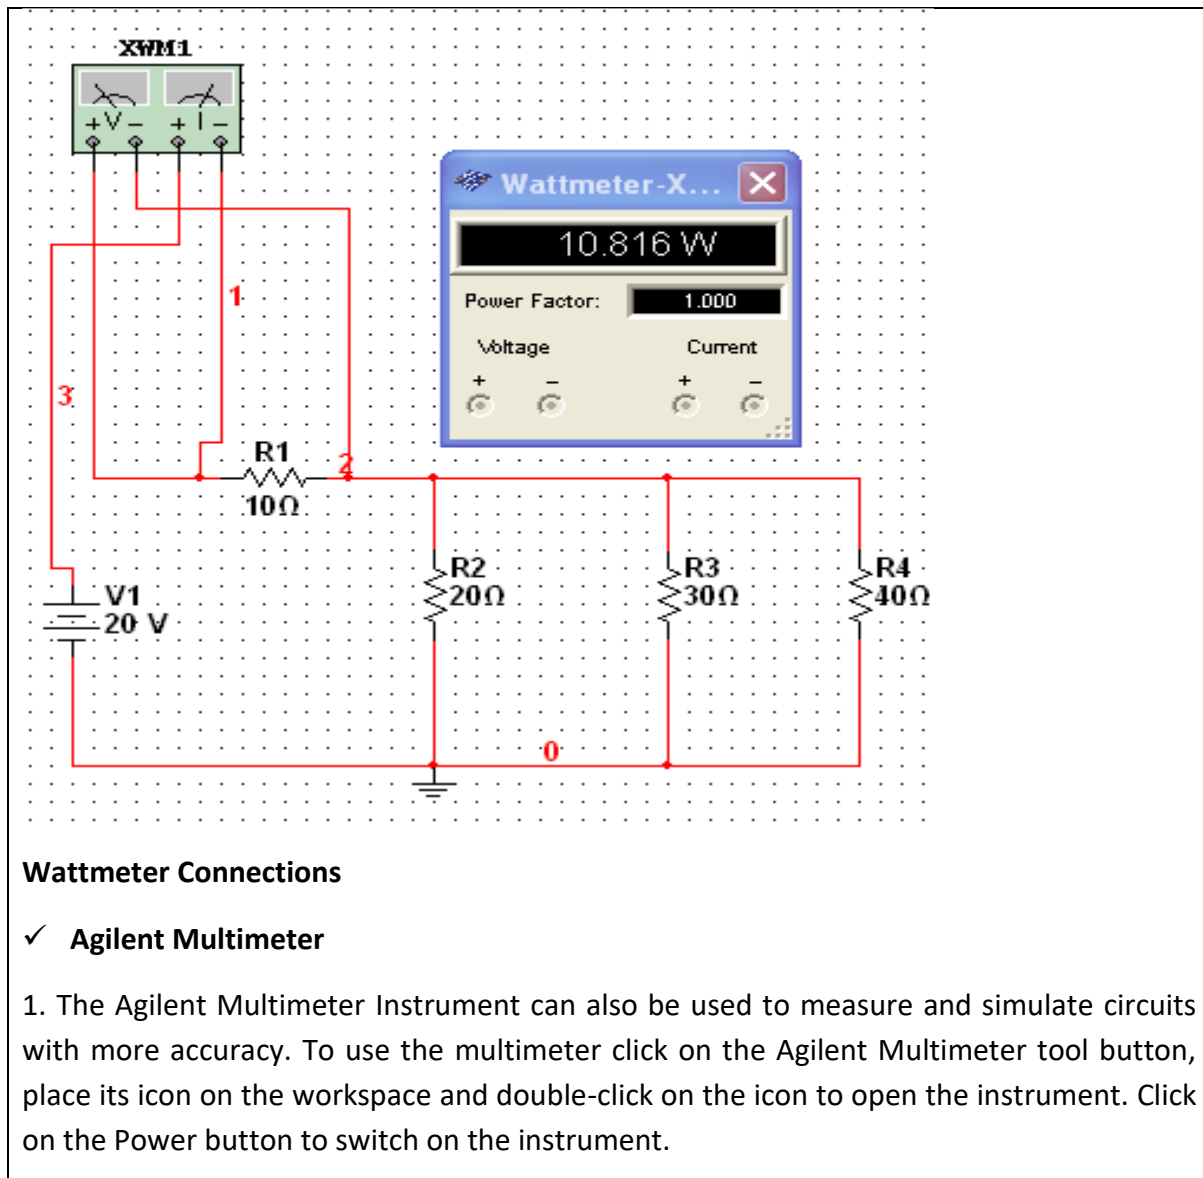 XWM1
+ V - + I -
Wattmeter-X...
10.816 W
Power Factor: 1.000
Voltage Current
+ - + -
1
3
R1
2
10Ω
R2
20Ω
R3
30Ω
R4
40Ω
V1
20 V
0
Wattmeter Connections
✓ Agilent Multimeter
1. The Agilent Multimeter Instrument can also be used to measure and simulate circuits
with more accuracy. To use the multimeter click on the Agilent Multimeter tool button,
place its icon on the workspace and double-click on the icon to open the instrument. Click
on the Power button to switch on the instrument.